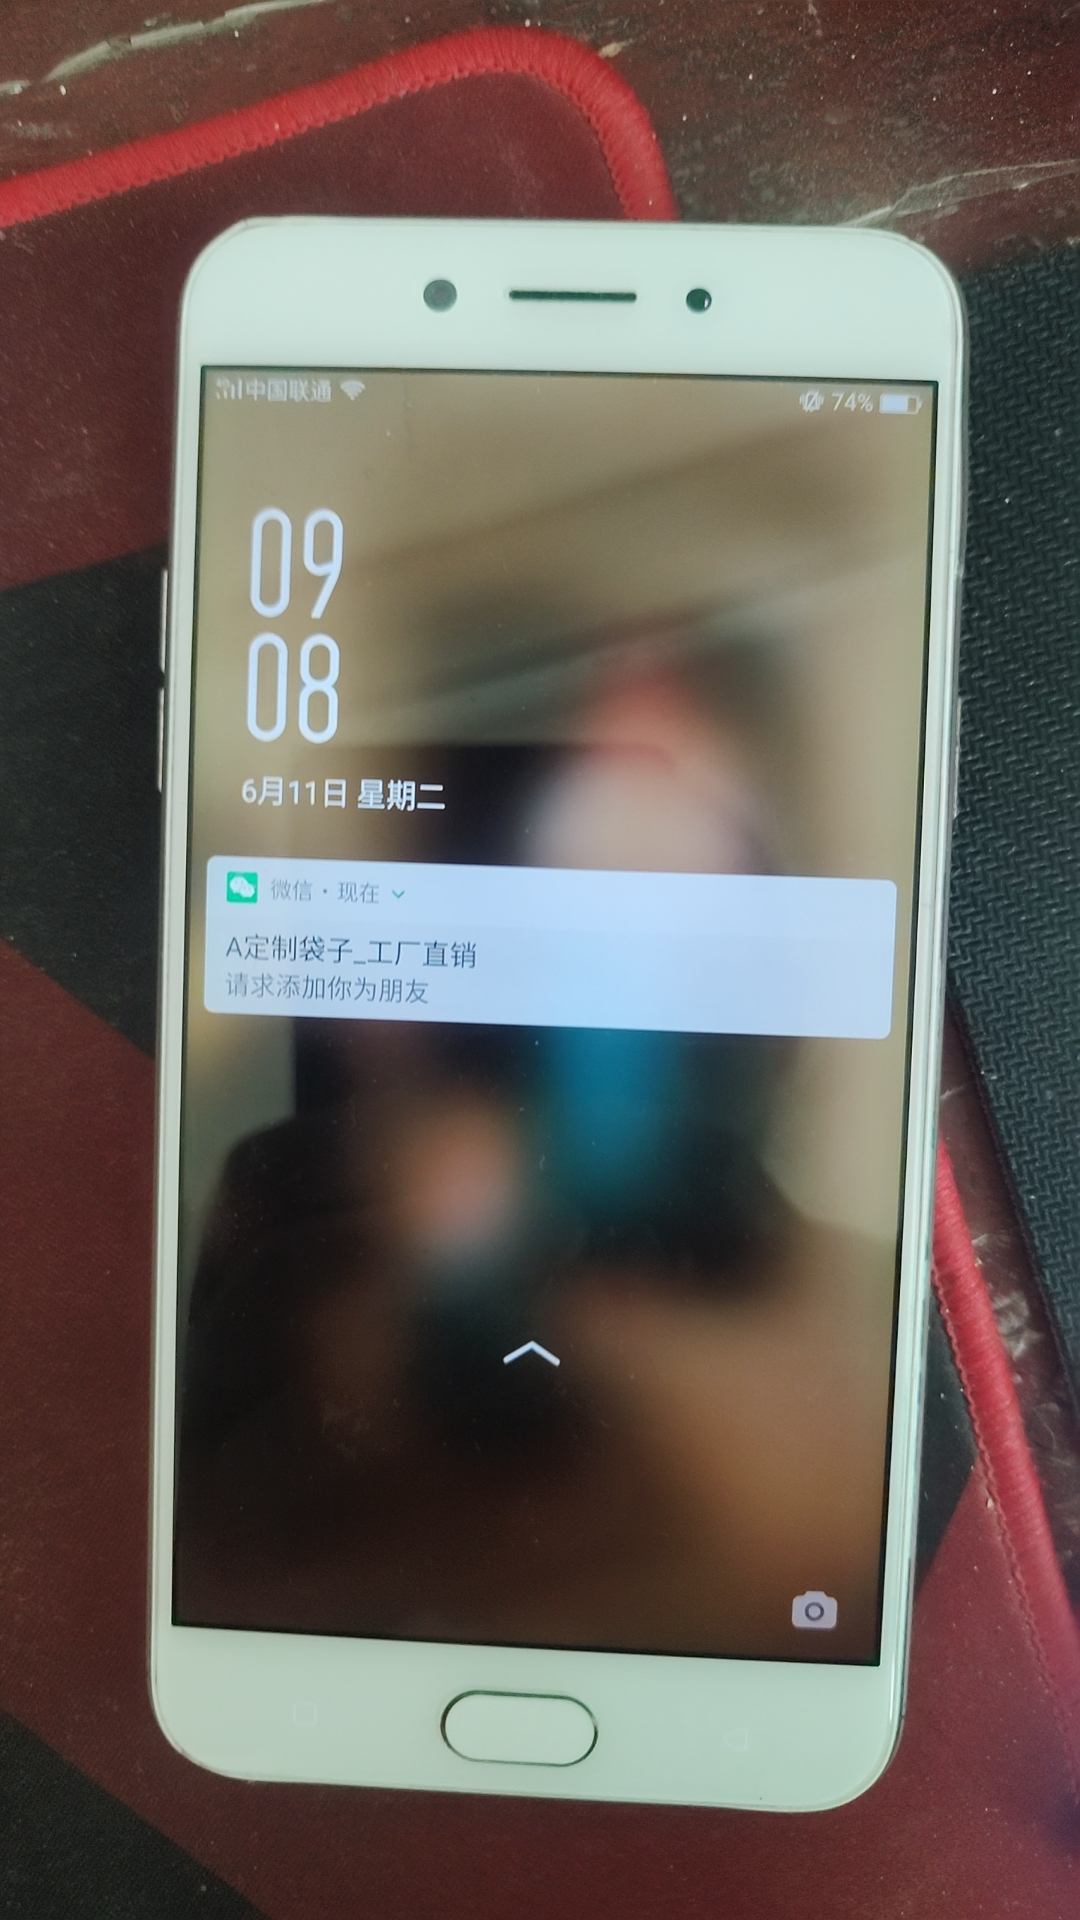 中国联通
74%
09
08
6月11日 星期二
微信 · 现在
A定制袋子_工厂直销
请求添加你为朋友